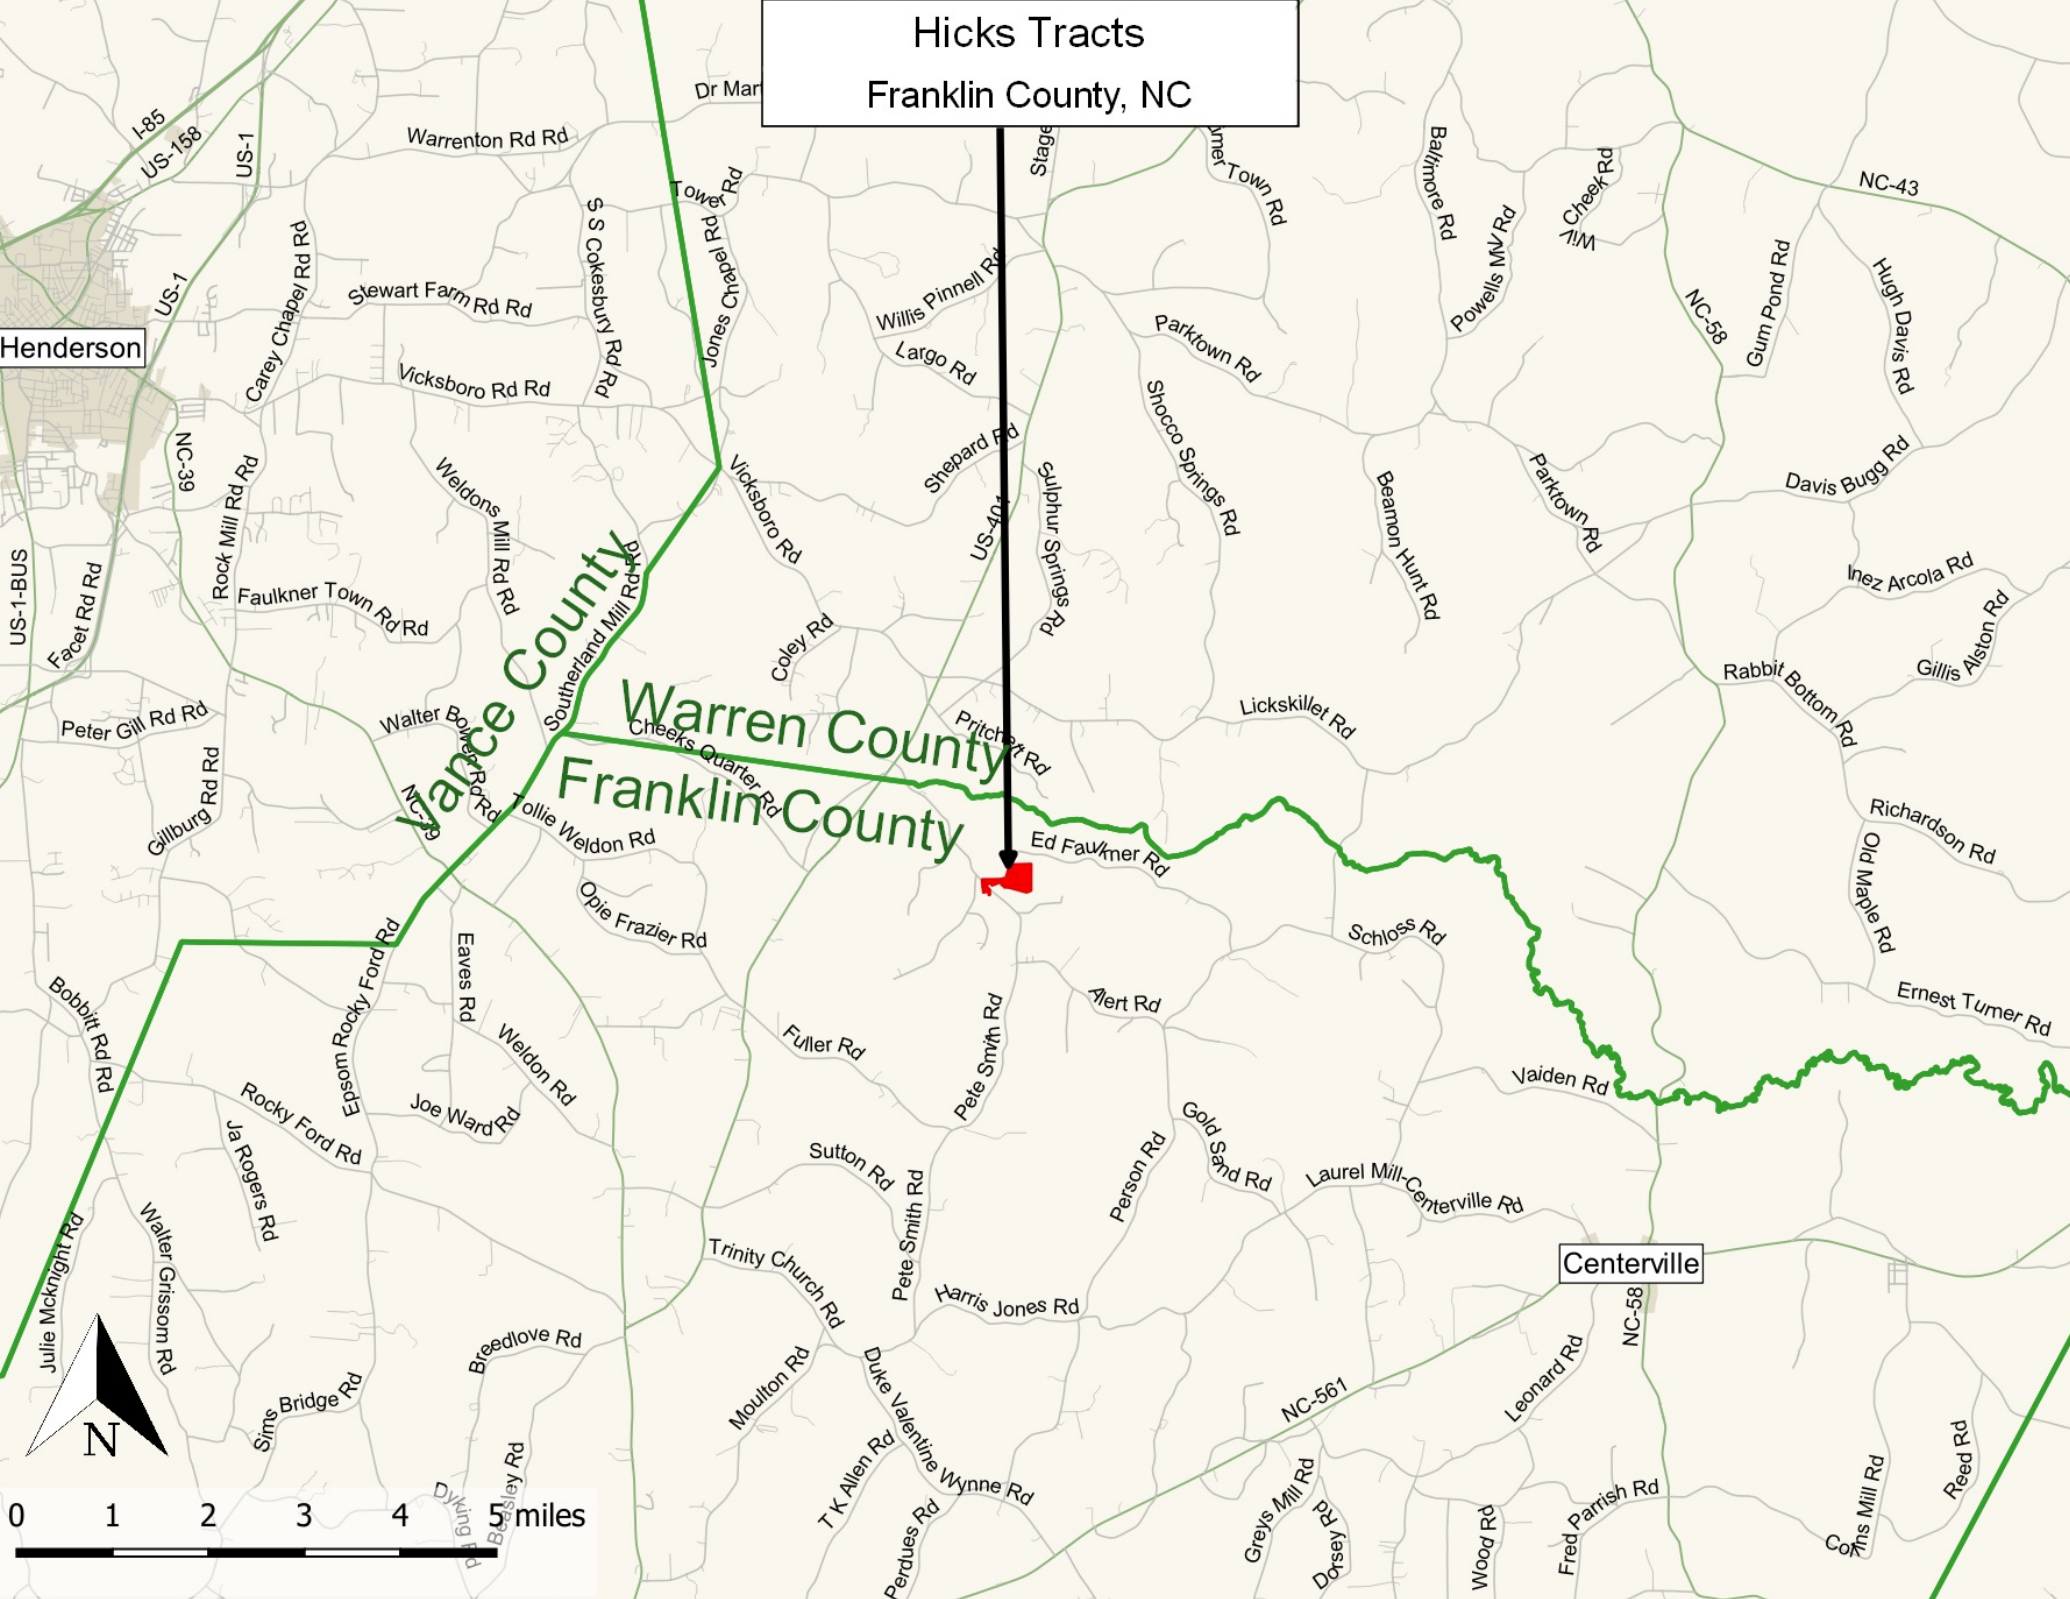 Hicks Tracts
Franklin County, NC
Dr Mar
I-85
US-158
US-1
Warrenton Rd Rd
Tower Rd
Stage
Town Rd
Baltimore Rd
Cheek Rd
NC-43
S S Cokesbury Rd Rd
Jones Chapel Rd
Carey Chapel Rd Rd
US-1
Stewart Farm Rd Rd
Willis Pinnell Rd
Powells Mv Rd
NC-58
Gum Pond Rd
Hugh Davis Rd
Henderson
Largo Rd
Parktown Rd
Vicksboro Rd Rd
Shocco Springs Rd
NC-39
Rock Mill Rd Rd
Weldons Mill Rd Rd
Vicksboro Rd
Shepard Rd
US-401
Sulphur Springs Rd
Beamon Hunt Rd
Parktown Rd
Davis Bugg Rd
US-1-BUS
Facet Rd Rd
Faulkner Town Rd Rd
Vance County
Southerland Mill Rd Rd
Coley Rd
Inez Arcola Rd
Gillis Alston Rd
Peter Gill Rd Rd
Walter Bowen Rd Rd
Warren County
Cheeks Quarter Rd
Pritchett Rd
Lickskillet Rd
Rabbit Bottom Rd
Gillburg Rd Rd
NC-39
Franklin County
Tollie Weldon Rd
Ed Faulkner Rd
Richardson Rd
Old Maple Rd
Opie Frazier Rd
Schloss Rd
Epsom Rocky Ford Rd
Eaves Rd
Bobbitt Rd Rd
Weldon Rd
Fuller Rd
Pete Smith Rd
Alert Rd
Ernest Turner Rd
Rocky Ford Rd
Joe Ward Rd
Ja Rogers Rd
Vaiden Rd
Gold Sand Rd
Person Rd
Sutton Rd
Pete Smith Rd
Laurel Mill-Centerville Rd
Julie Mcknight Rd
Walter Grissom Rd
Trinity Church Rd
Harris Jones Rd
Centerville
NC-58
Breedlove Rd
Moulton Rd
Duke Valentine Wynne Rd
Leonard Rd
NC-561
Sims Bridge Rd
N
T K Allen Rd
Perdues Rd
Greys Mill Rd
Dorsey Rd
Wood Rd
Fred Parrish Rd
Mill Rd
Reed Rd
Dyking Rd
Beasley Rd
0 1 2 3 4 5 miles